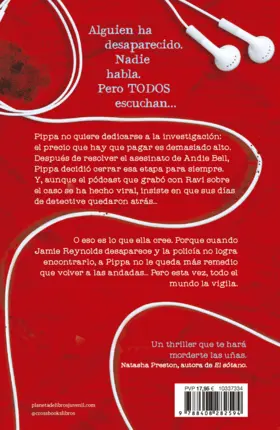 Alguien ha
desaparecido.
Nadie
habla.
Pero TODOS
escuchan...
Pippa no quiere dedicarse a la investigación:
el precio que hay que pagar es demasiado alto.
Después de resolver el asesinato de Andie Bell,
Pippa decidió cerrar esa etapa para siempre.
Y, aunque el pódcast que grabó con Ravi sobre
el caso se ha hecho viral, insiste en que sus días
de detective quedaron atrás...
O eso es lo que ella cree. Porque cuando
Jamie Reynolds desaparece y la policía no logra
encontrarlo, a Pippa no le queda más remedio
que volver a las andadas... Pero esta vez, todo el
mundo la vigila.
Un thriller que te hará
morderte las uñas.
Natasha Preston, autora de El sótano.
PVP 17,95 € 10337334
planetadelibrosjuvenil.com
@crossbookslibros
9 788408 282594